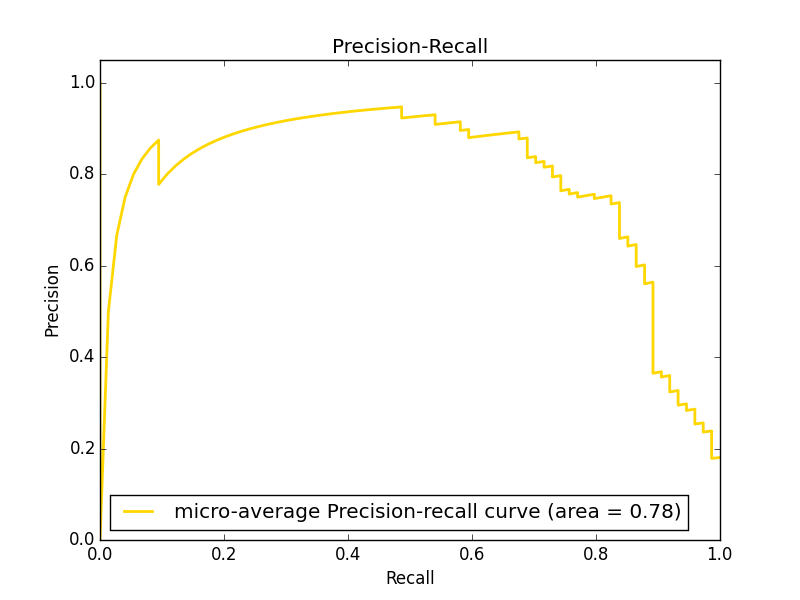 Precision-Recall
1.0
0.8
0.6
0.4
0.2
0.0
Precision
micro-average Precision-recall curve (area = 0.78)
0.0 0.2 0.4 0.6 0.8 1.0
Recall